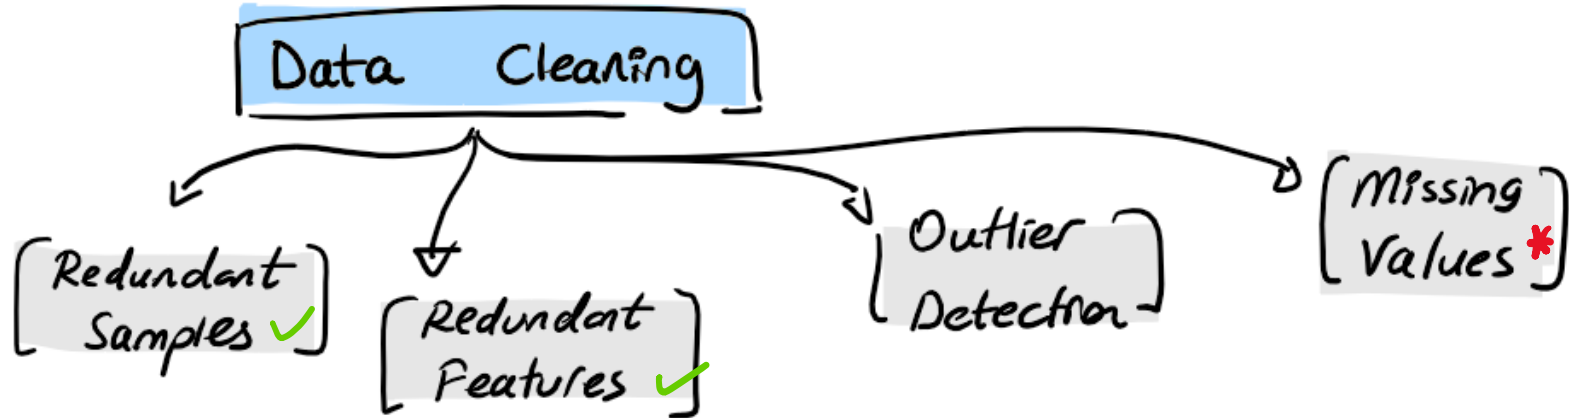 Data Cleaning
Redundant
Samples ✓
Redundant
Features ✓
Outlier
Detection
Missing
Values *